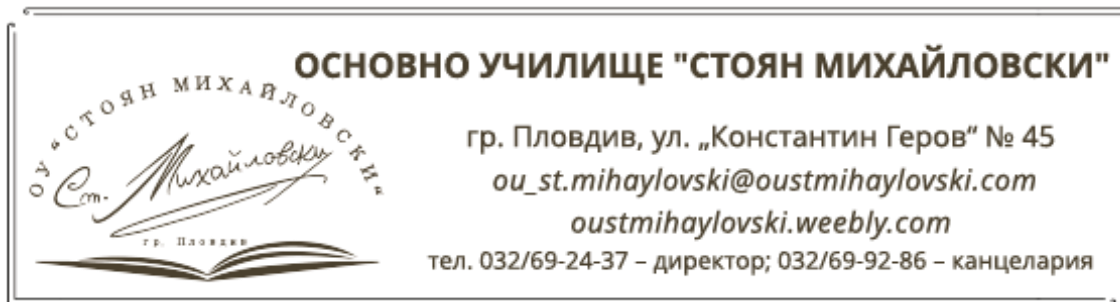 ОУ "СТОЯН МИХАЙЛОВСКИ"
Ст. Михайловски
гр. Пловдив
ОСНОВНО УЧИЛИЩЕ "СТОЯН МИХАЙЛОВСКИ"
гр. Пловдив, ул. „Константин Геров“ № 45
ou_st.mihaylovski@oustmihaylovski.com
oustmihaylovski.weebly.com
тел. 032/69-24-37 – директор; 032/69-92-86 – канцелария